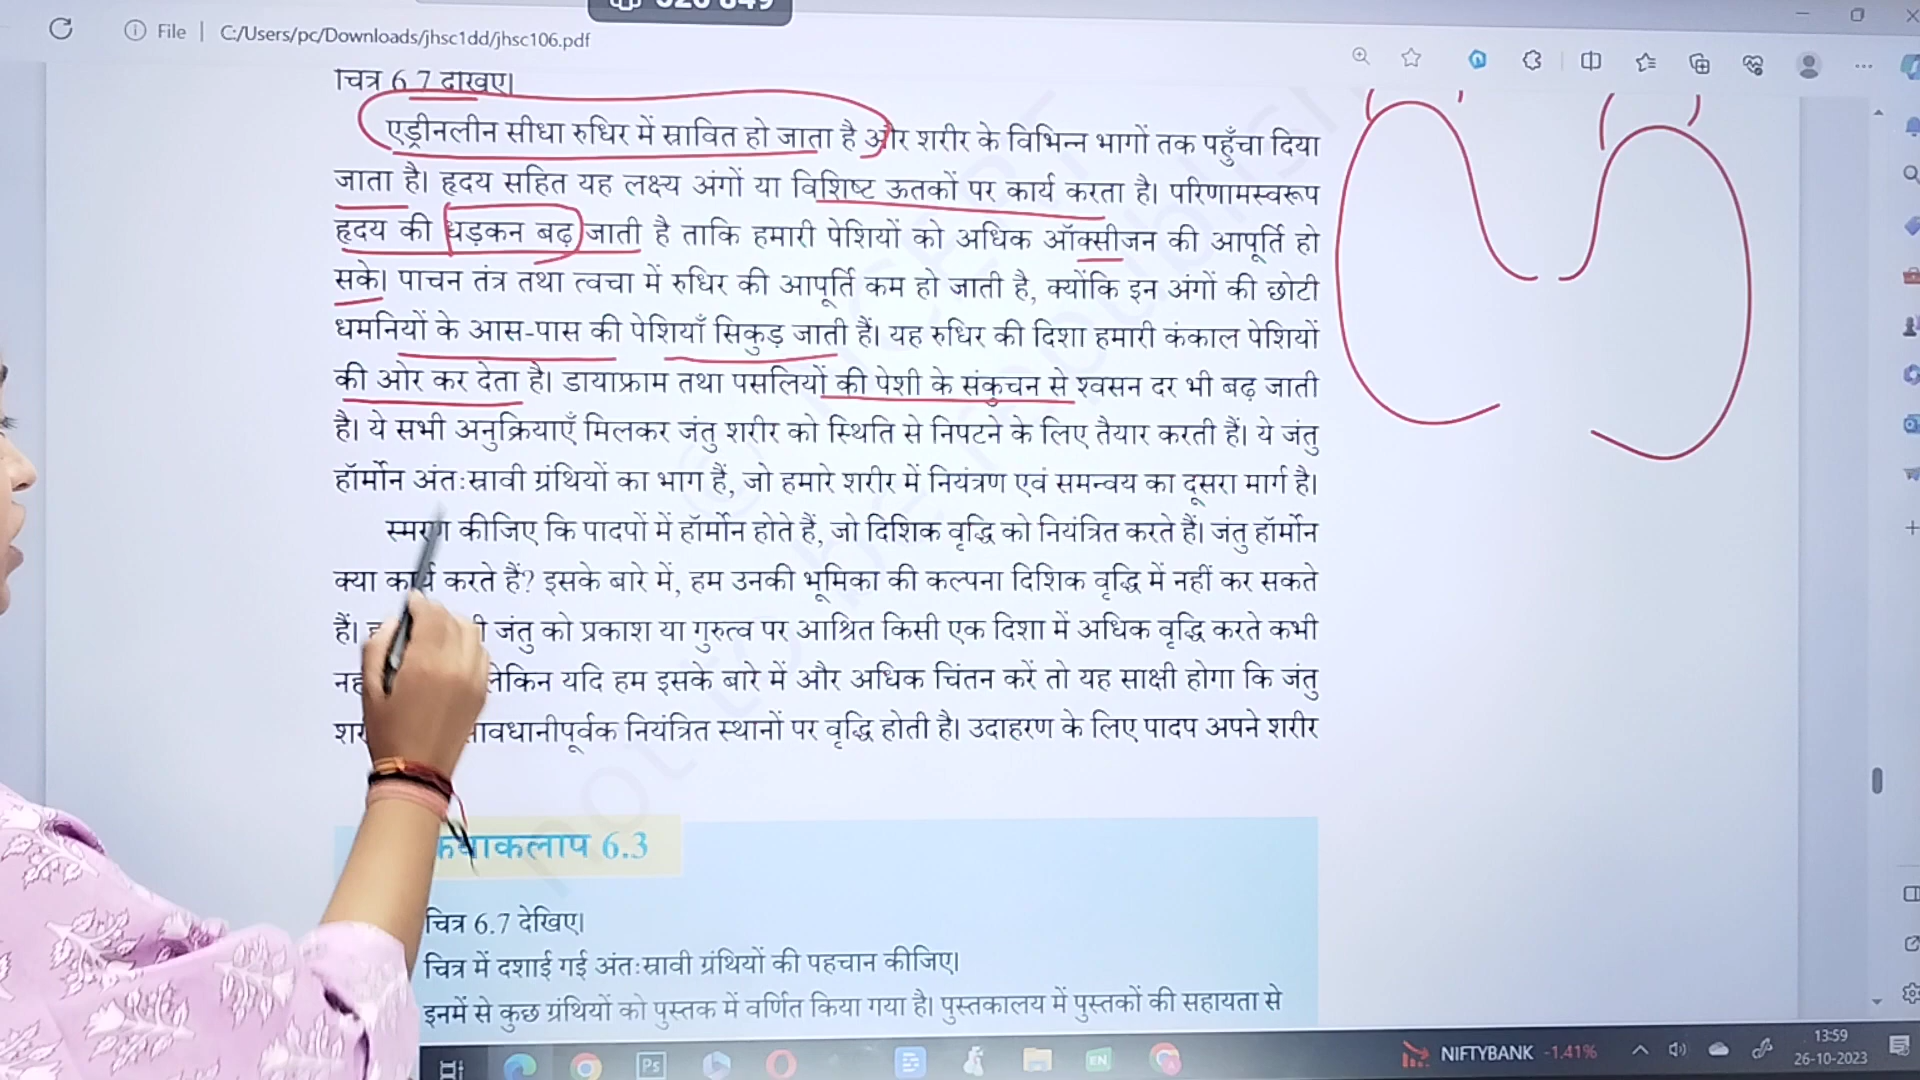 File | C:/Users/pc/Downloads/jhsc1dd/jhsc106.pdf
चित्र 6.7 देखिए।
एड्रीनलीन सीधा रुधिर में स्रावित हो जाता है और शरीर के विभिन्न भागों तक पहुँचा दिया
जाता है। हृदय सहित यह लक्ष्य अंगों या विशिष्ट ऊतकों पर कार्य करता है। परिणामस्वरूप
हृदय की धड़कन बढ़ जाती है ताकि हमारी पेशियों को अधिक ऑक्सीजन की आपूर्ति हो
सके। पाचन तंत्र तथा त्वचा में रुधिर की आपूर्ति कम हो जाती है, क्योंकि इन अंगों की छोटी
धमनियों के आस-पास की पेशियाँ सिकुड़ जाती हैं। यह रुधिर की दिशा हमारी कंकाल पेशियों
की ओर कर देता है। डायाफ्राम तथा पसलियों की पेशी के संकुचन से श्वसन दर भी बढ़ जाती
है। ये सभी अनुक्रियाएँ मिलकर जंतु शरीर को स्थिति से निपटने के लिए तैयार करती हैं। ये जंतु
हॉर्मोन अंतःस्रावी ग्रंथियों का भाग हैं, जो हमारे शरीर में नियंत्रण एवं समन्वय का दूसरा मार्ग है।
स्मरण कीजिए कि पादपों में हॉर्मोन होते हैं, जो दिशिक वृद्धि को नियंत्रित करते हैं। जंतु हॉर्मोन
क्या कार्य करते हैं? इसके बारे में, हम उनकी भूमिका की कल्पना दिशिक वृद्धि में नहीं कर सकते
हैं। जंतु को प्रकाश या गुरुत्व पर आश्रित किसी एक दिशा में अधिक वृद्धि करते कभी
लेकिन यदि हम इसके बारे में और अधिक चिंतन करें तो यह साक्षी होगा कि जंतु
सावधानीपूर्वक नियंत्रित स्थानों पर वृद्धि होती है। उदाहरण के लिए पादप अपने शरीर
6.3
चित्र 6.7 देखिए।
चित्र में दर्शाई गई अंतःस्रावी ग्रंथियों की पहचान कीजिए।
इनमें से कुछ ग्रंथियों को पुस्तक में वर्णित किया गया है। पुस्तकालय में पुस्तकों की सहायता से
NIFTYBANK -1.41%
13:59
26-10-2023